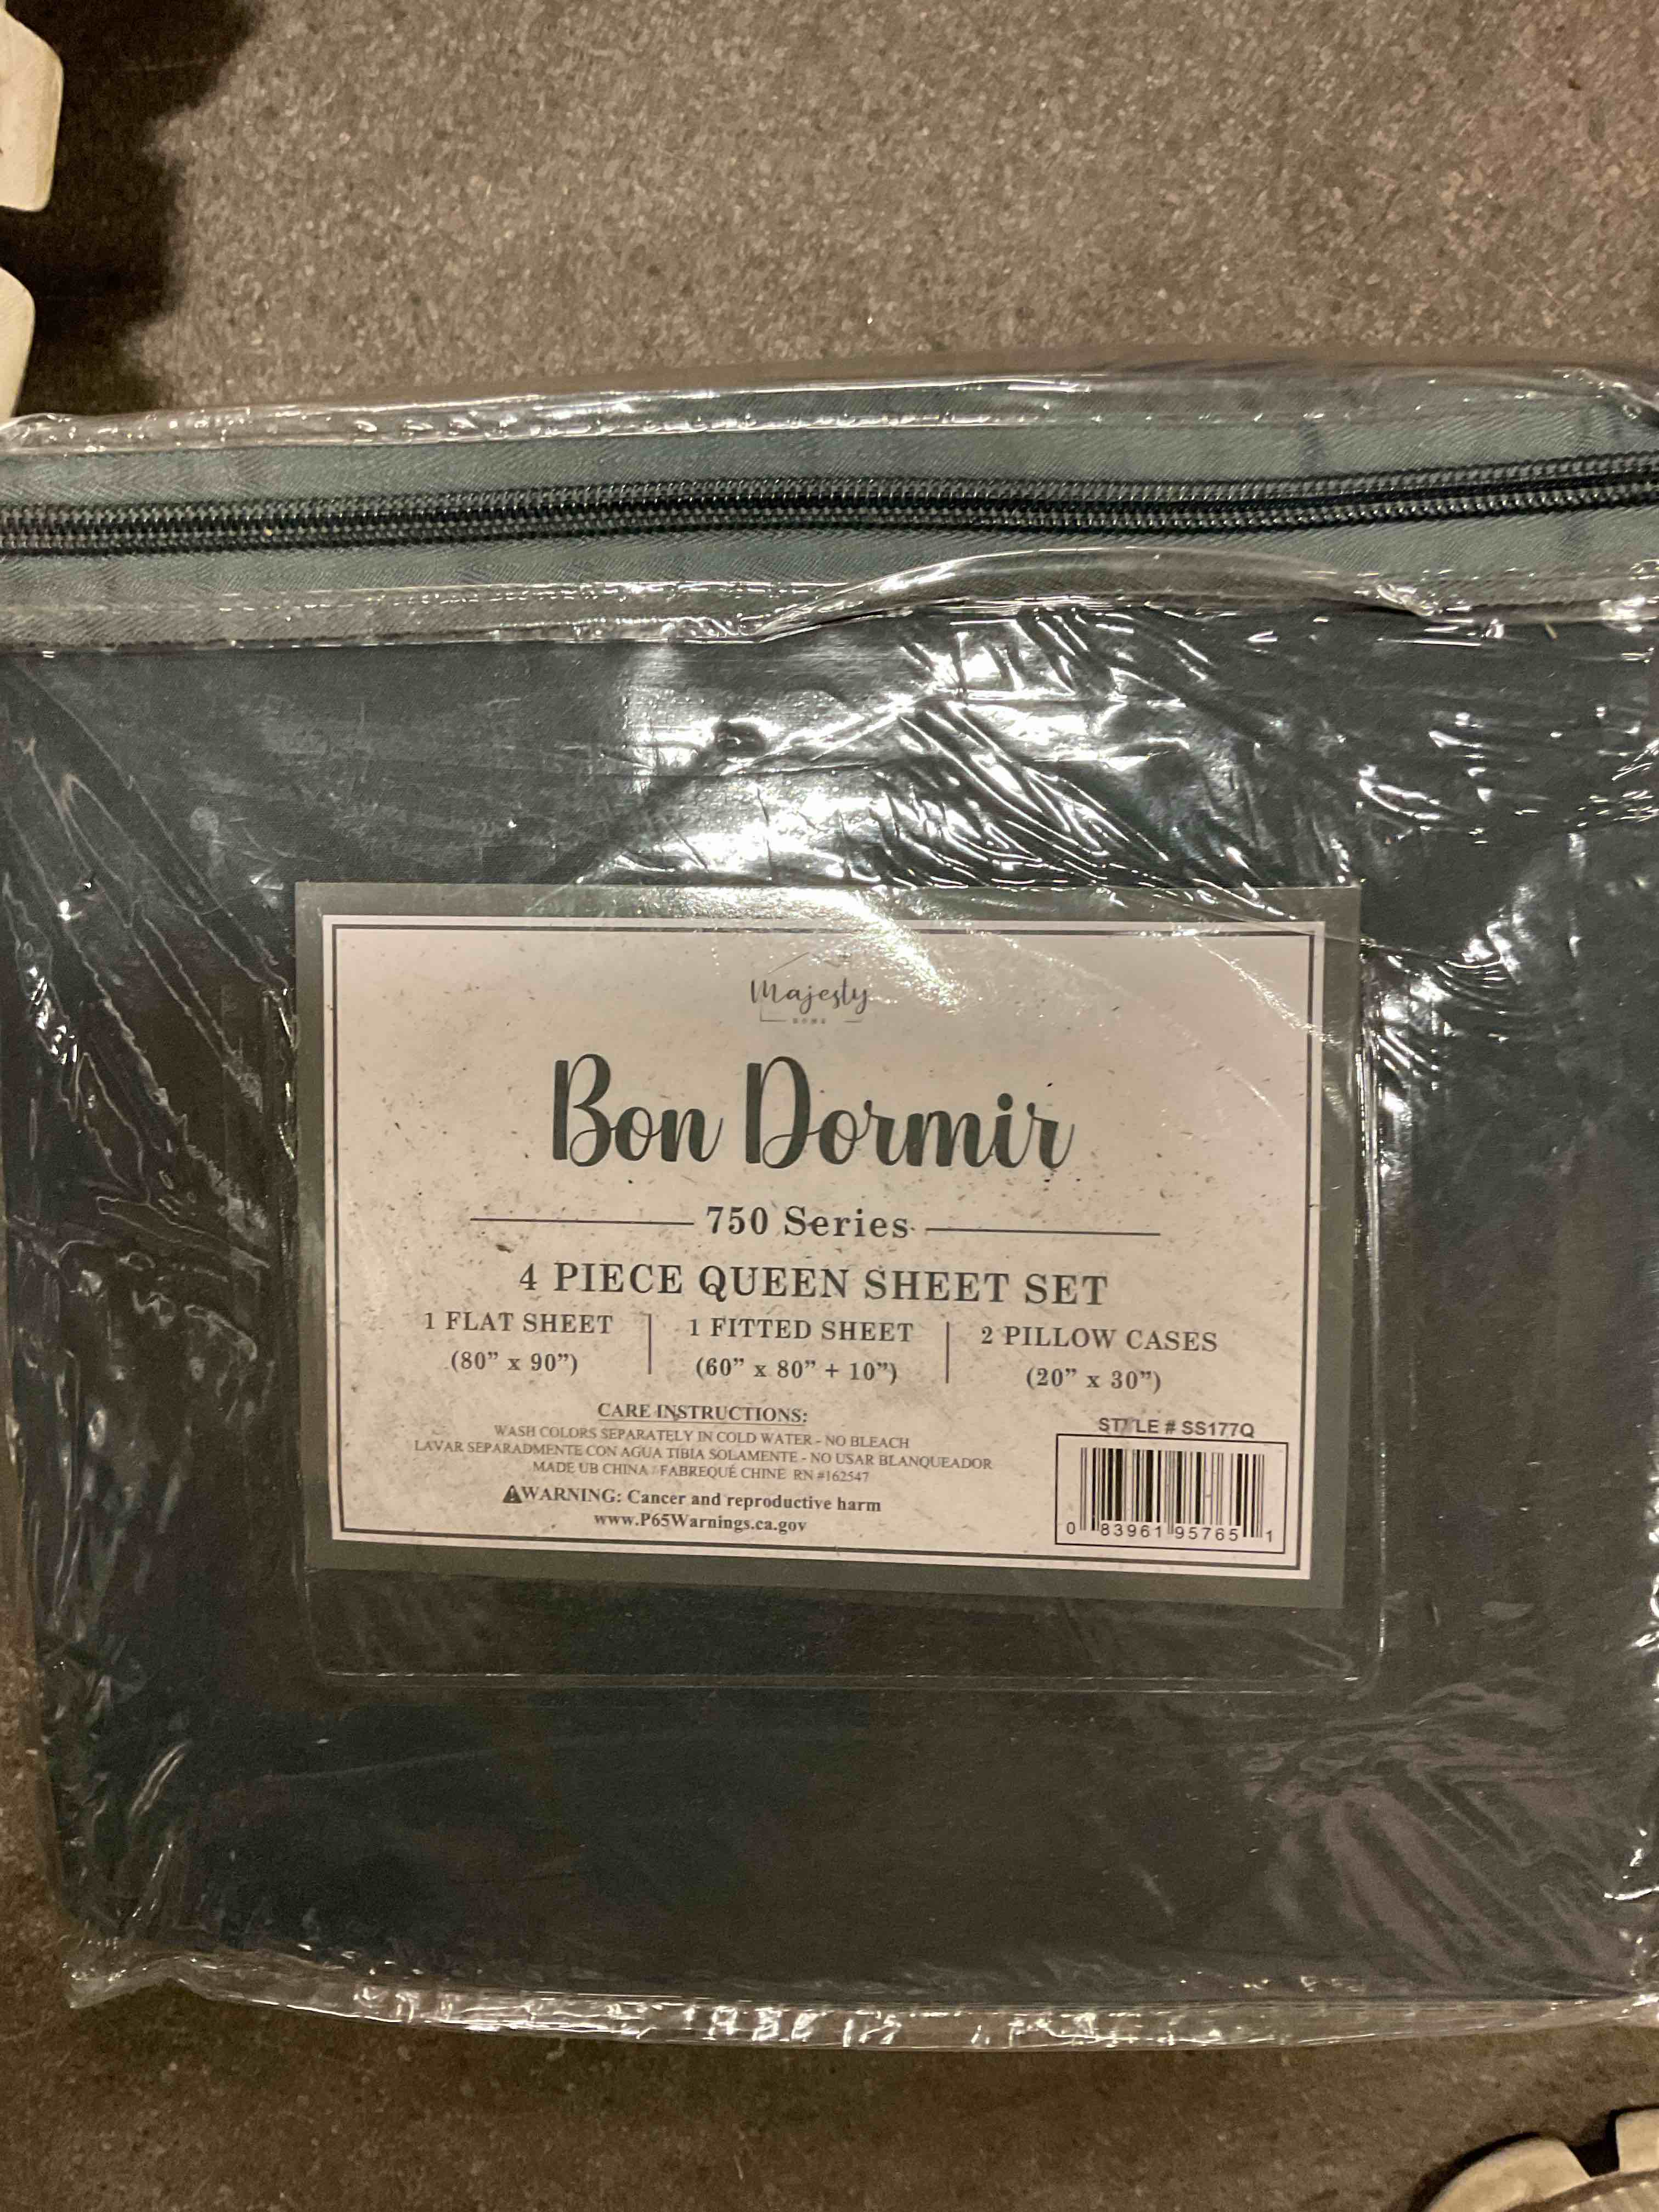 Majesty
HOME
Bon Dormir
750 Series
4 PIECE QUEEN SHEET SET
1 FLAT SHEET
(80” x 90”)
1 FITTED SHEET
(60” x 80” + 10”)
2 PILLOW CASES
(20” x 30”)
CARE INSTRUCTIONS:
WASH COLORS SEPARATELY IN COLD WATER - NO BLEACH
LAVAR SEPARADMENTE CON AGUA TIBIA SOLAMENTE - NO USAR BLANQUEADOR
MADE UB CHINA / FABREQUÉ CHINE RN #162547
⚠WARNING: Cancer and reproductive harm
www.P65Warnings.ca.gov
STYLE # SS177Q
0 83961 95765 1